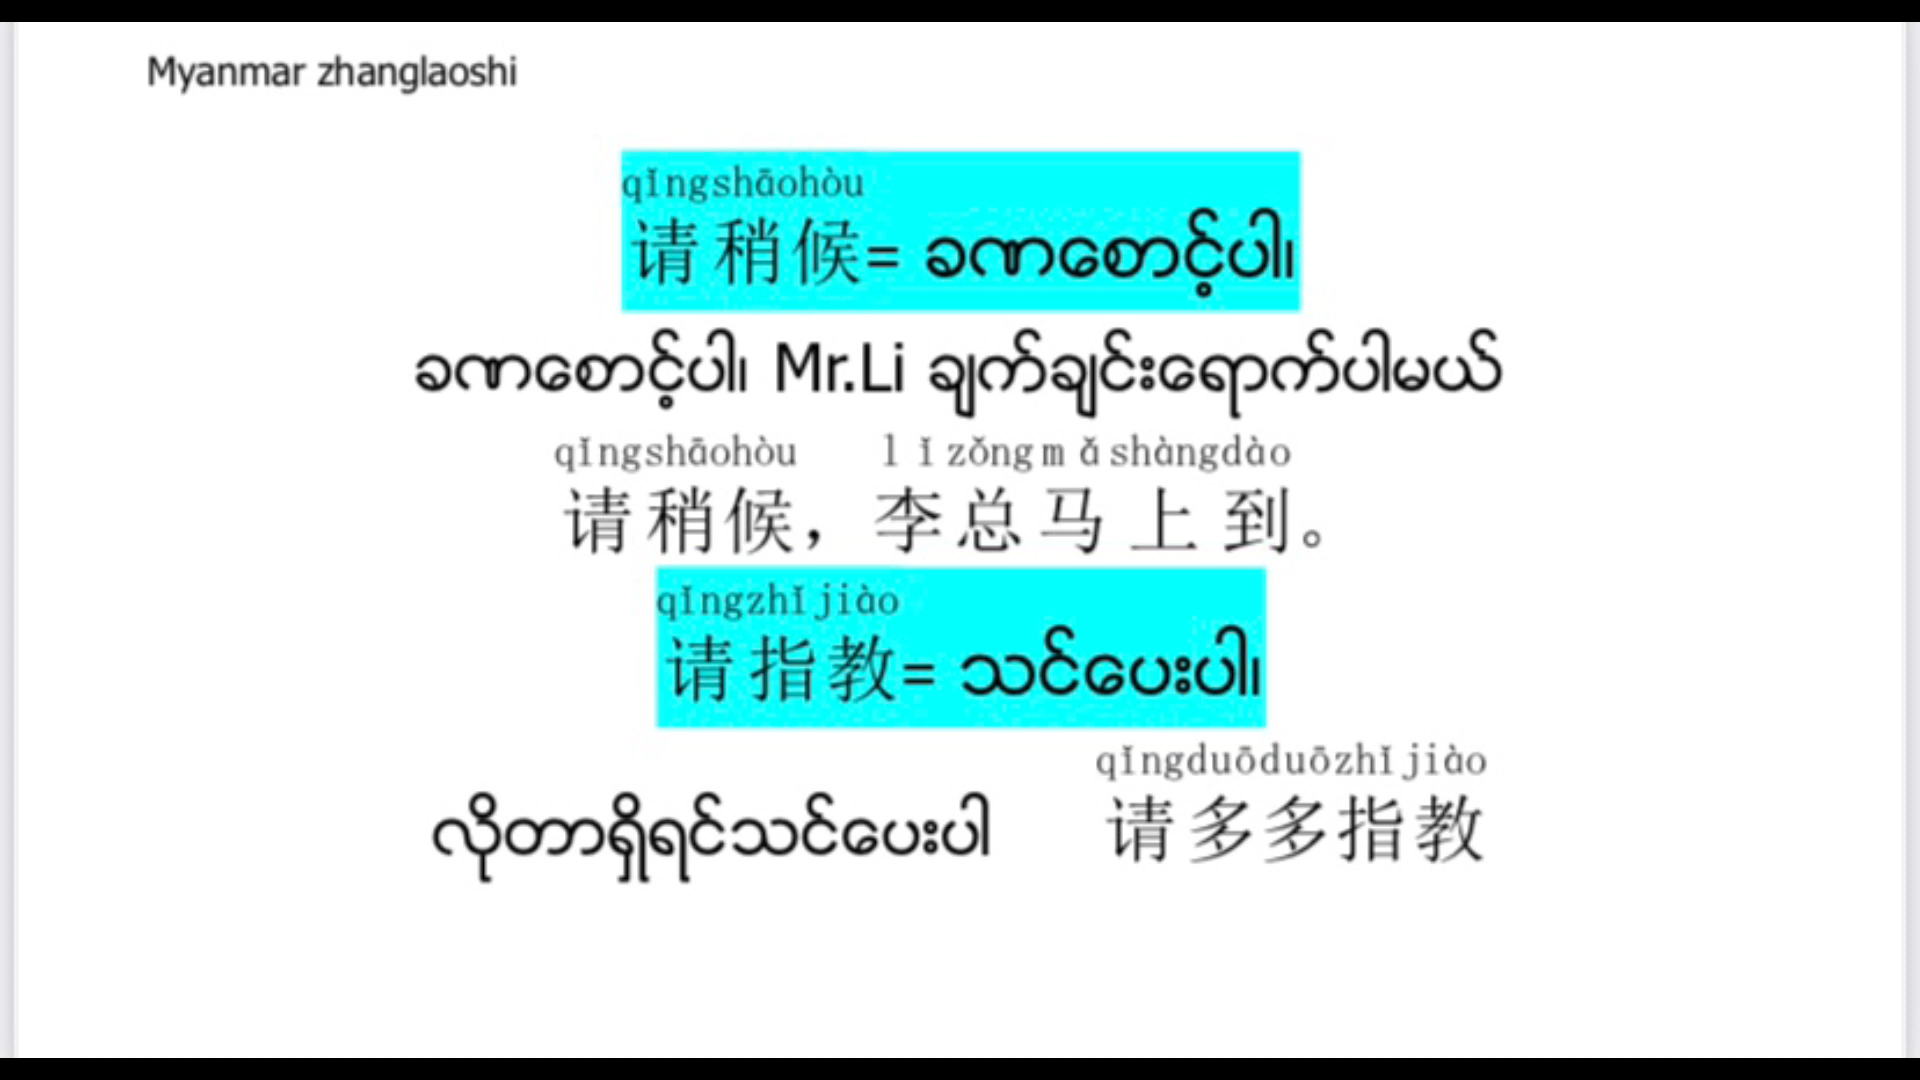 Myanmar zhanglaoshi
qǐngshāohòu
请稍候= ခဏစောင့်ပါ၊
ခဏစောင့်ပါ၊ Mr.Li ချက်ချင်းရောက်ပါမယ်
qǐngshāohòu lǐzǒngmǎshàngdào
请稍候，李总马上到。
qǐngzhǐjiào
请指教= သင်ပေးပါ၊
qǐngduōduōzhǐjiào
လိုတာရှိရင်သင်ပေးပါ 请多多指教